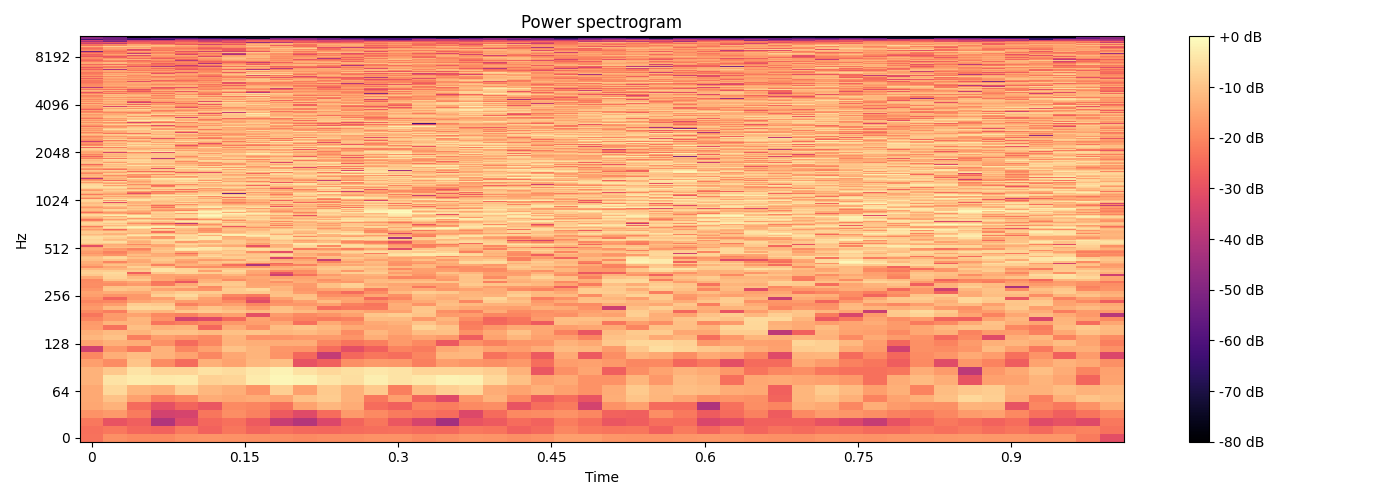 Power spectrogram
Hz
8192
4096
2048
1024
512
256
128
64
0
0 0.15 0.3 0.45 0.6 0.75 0.9
Time
+0 dB
-10 dB
-20 dB
-30 dB
-40 dB
-50 dB
-60 dB
-70 dB
-80 dB